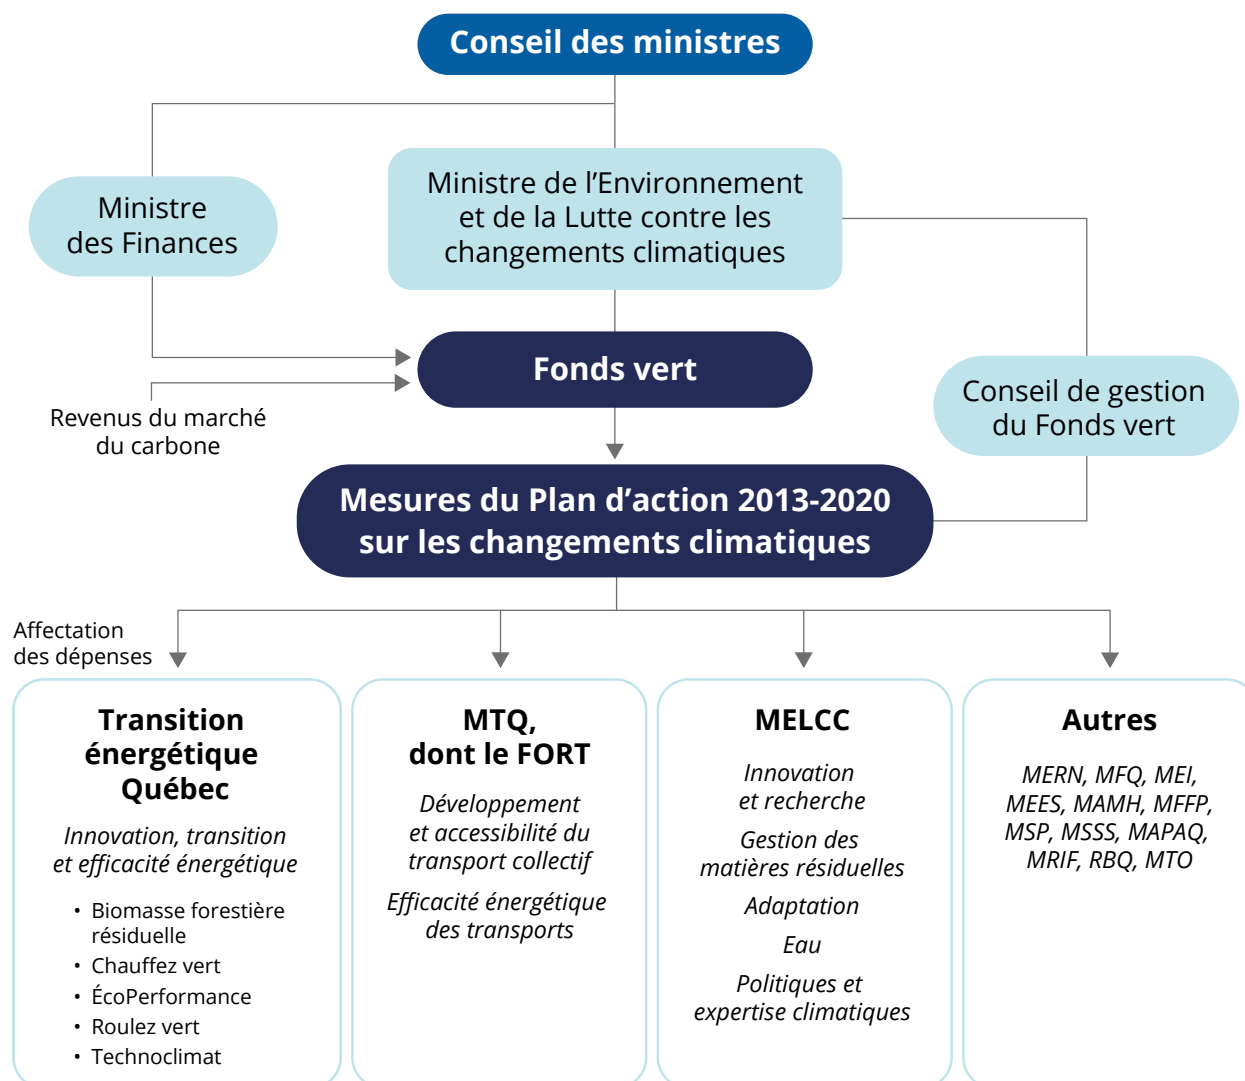 Conseil des ministres
Ministre
des Finances
Ministre de l'Environnement
et de la Lutte contre les
changements climatiques
Fonds vert
Revenus du marché
du carbone
Conseil de gestion
du Fonds vert
Mesures du Plan d'action 2013-2020
sur les changements climatiques
Affectation
des dépenses
Transition
énergétique
Québec
Innovation, transition
et efficacité énergétique
• Biomasse forestière
résiduelle
• Chauffez vert
• ÉcoPerformance
• Roulez vert
• Technoclimat
MTQ,
dont le FORT
Développement
et accessibilité du
transport collectif
Efficacité énergétique
des transports
MELCC
Innovation
et recherche
Gestion des
matières résiduelles
Adaptation
Eau
Politiques et
expertise climatiques
Autres
MERN, MFQ, MEI,
MEES, MAMH, MFFP,
MSP, MSSS, MAPAQ,
MRIF, RBQ, MTO